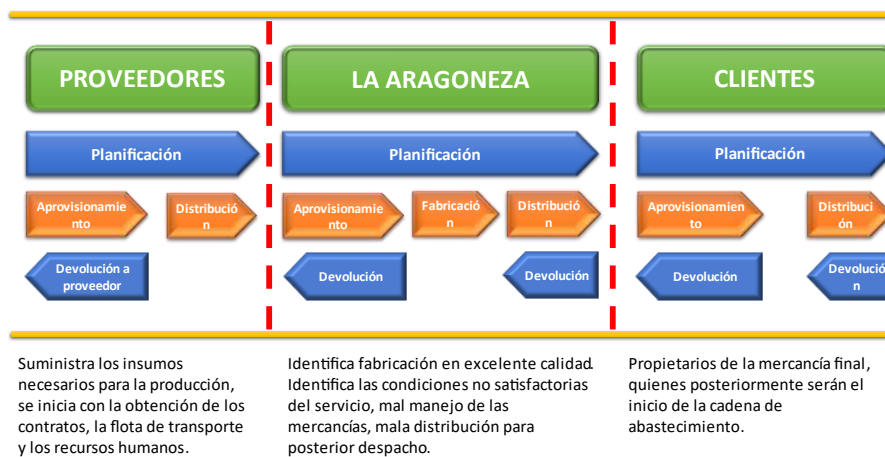 PROVEEDORES
LA ARAGONEZA
CLIENTES
Planificación
Planificación
Planificación
Aprovisionamie
nto
Distribució
n
Aprovisionamie
nto
Fabricació
n
Distribució
n
Aprovisionamien
to
Distribuci
ón
Devolución a
proveedor
Devolución
Devolución
Devolución
Devolució
n
Suministra los insumos
necesarios para la producción,
se inicia con la obtención de los
contratos, la flota de transporte
y los recursos humanos.
Identifica fabricación en excelente calidad.
Identifica las condiciones no satisfactorias
del servicio, mal manejo de las
mercancías, mala distribución para
posterior despacho.
Propietarios de la mercancía final,
quienes posteriormente serán el
inicio de la cadena de
abastecimiento.